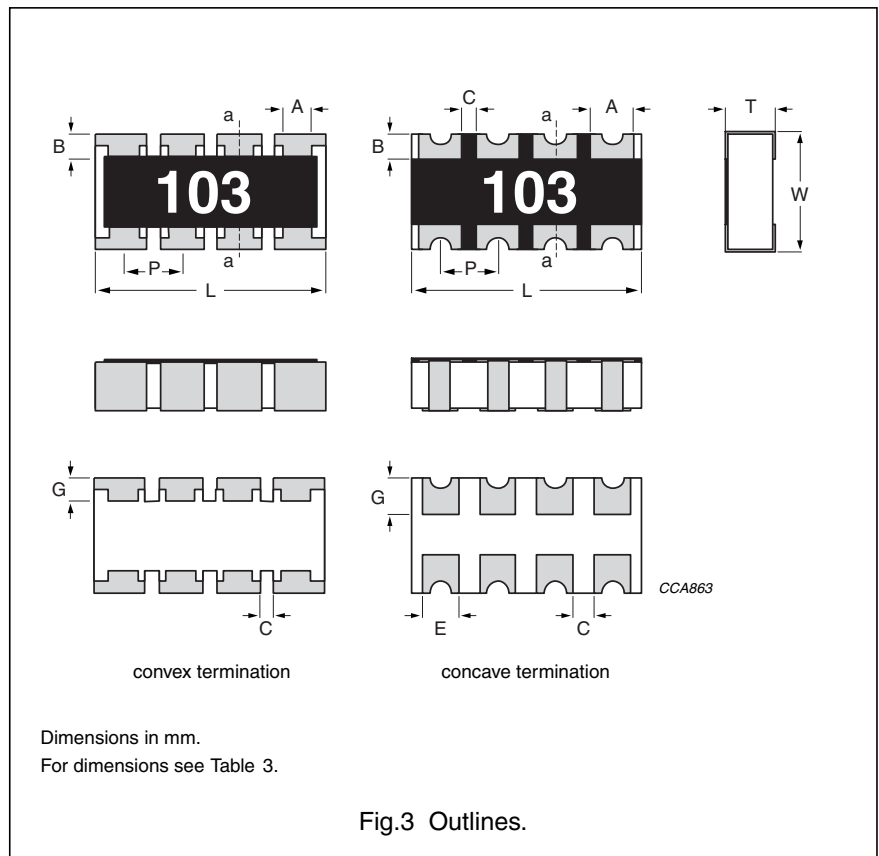 C
a
A
a
A
T
B
B
103
103
W
a
a
P
P
L
L
G
G
CCA863
C
E
C
convex termination
concave termination
Dimensions in mm.
For dimensions see Table 3.
Fig.3 Outlines.